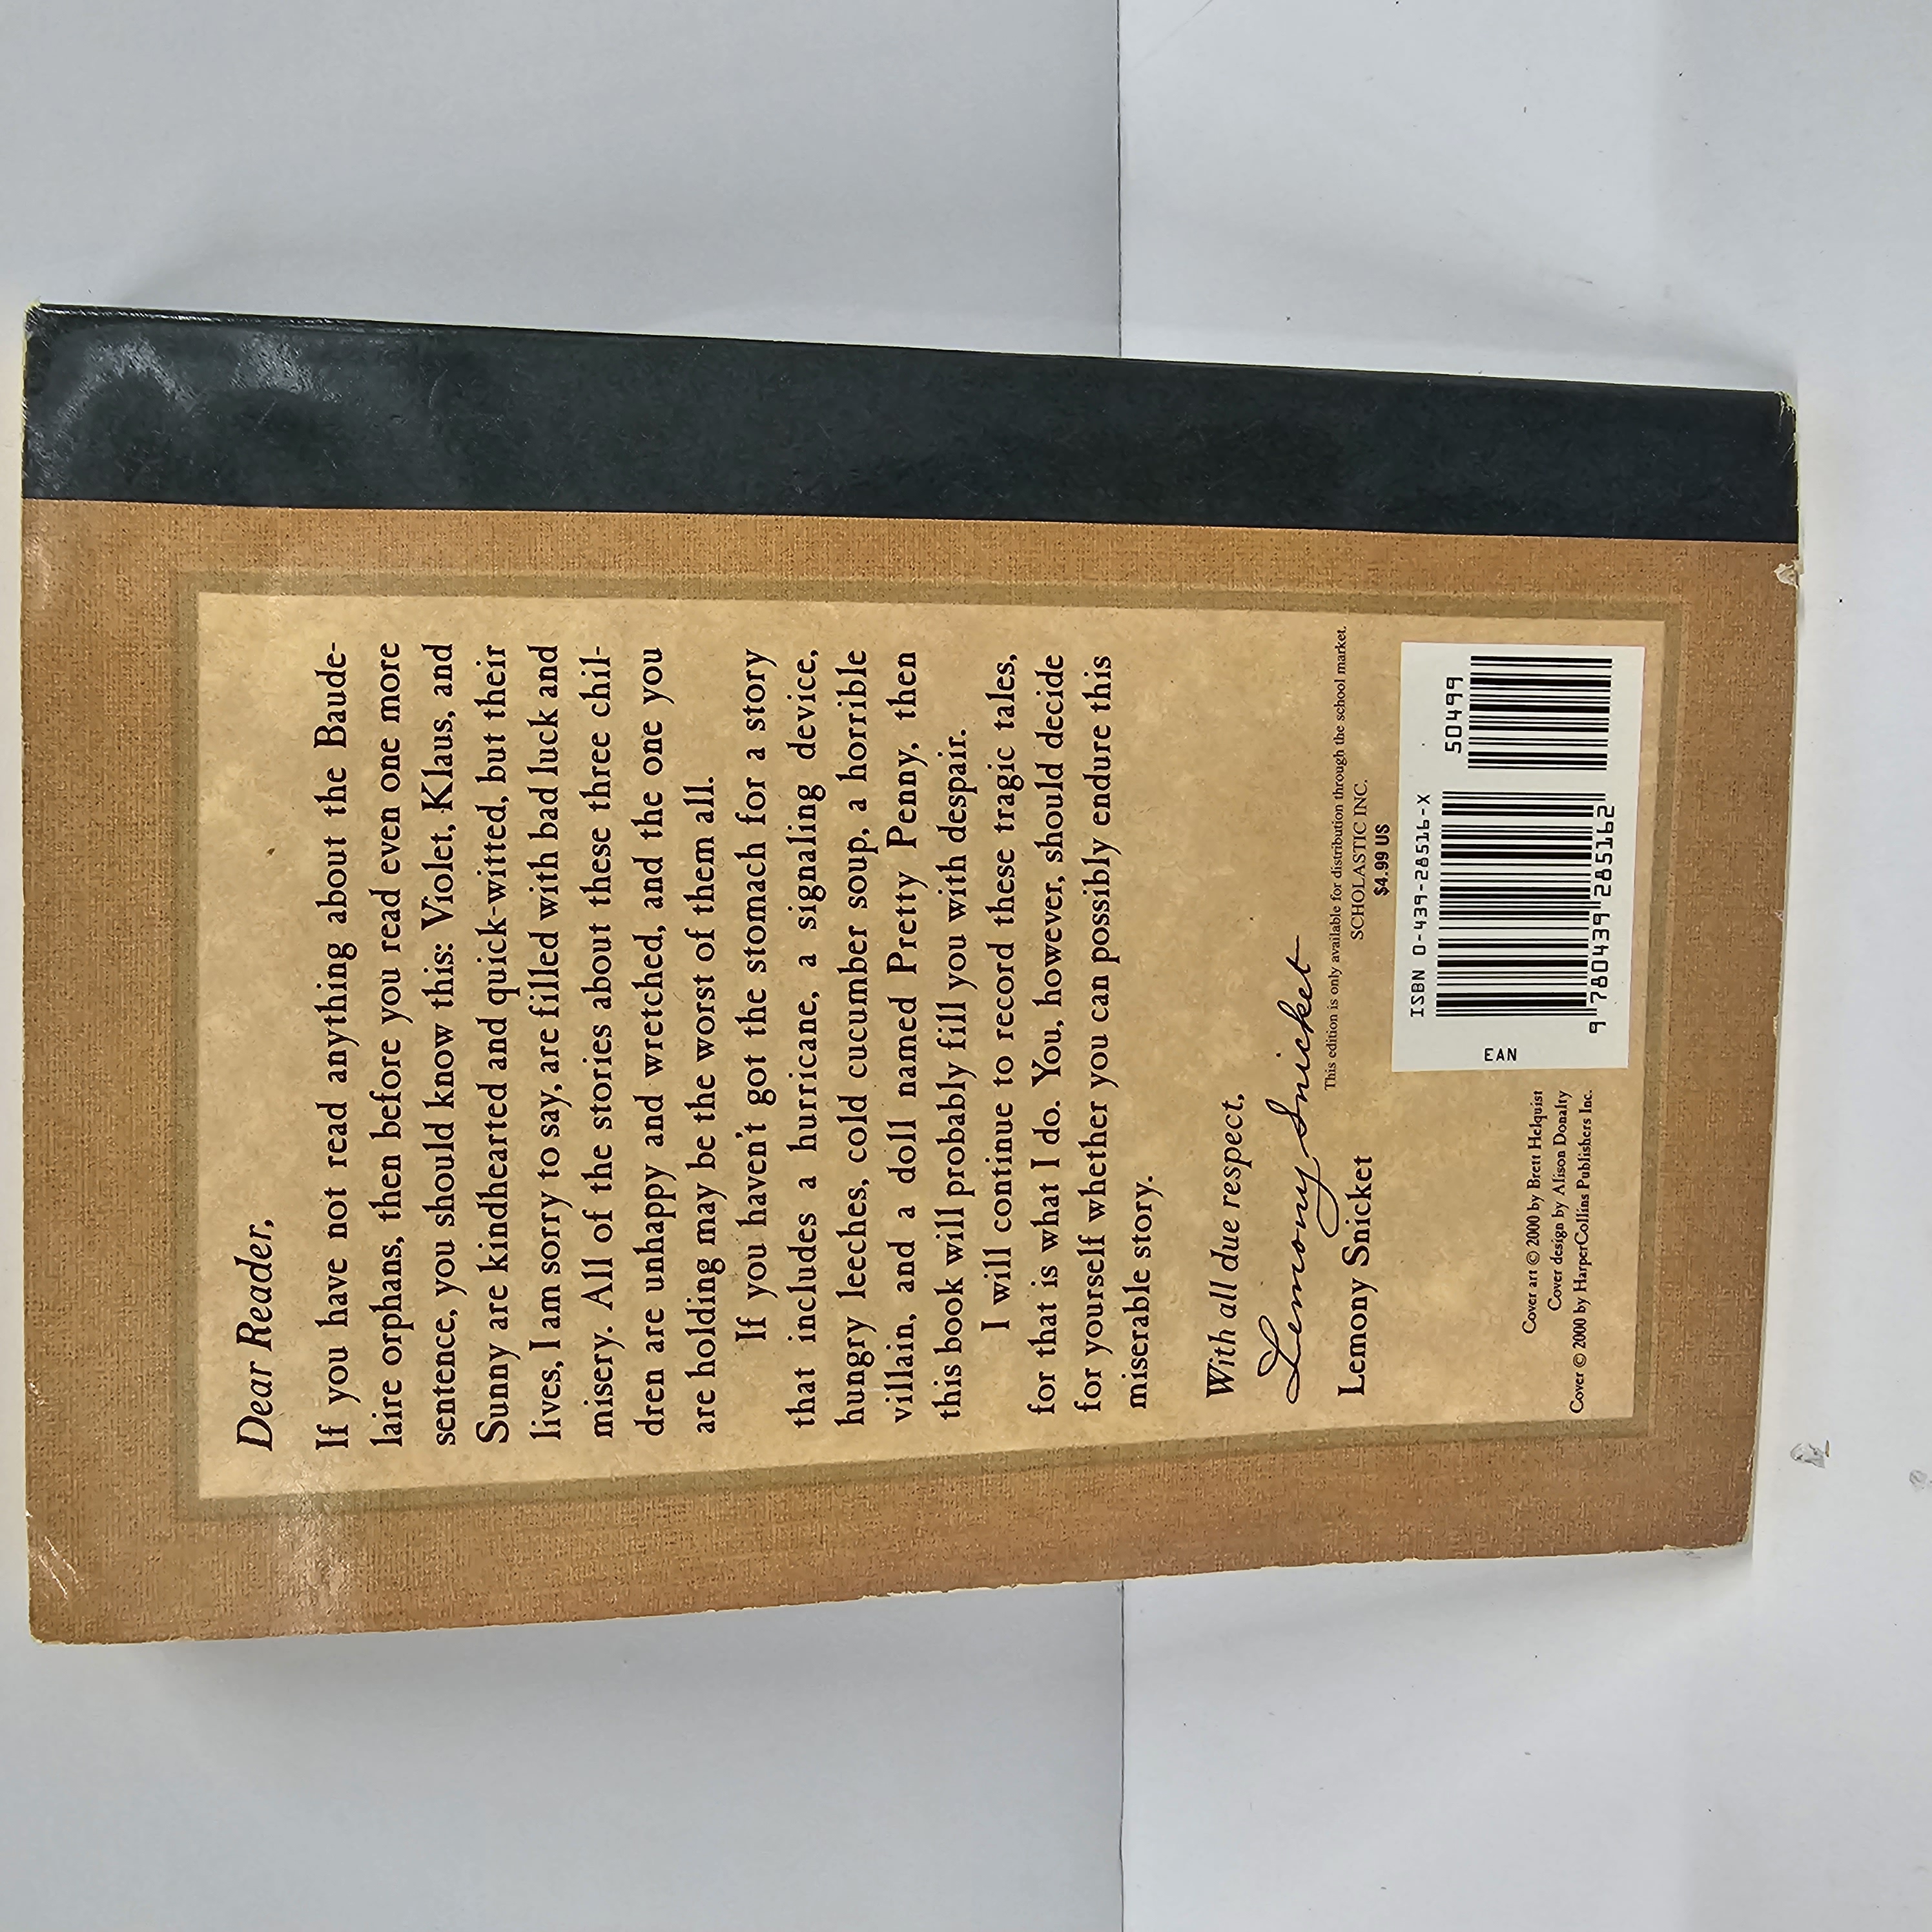 Dear Reader,
If you have not read anything about the Baude-
laire orphans, then before you read even one more
sentence, you should know this: Violet, Klaus, and
Sunny are kindhearted and quick-witted, but their
lives, I am sorry to say, are filled with bad luck and
misery. All of the stories about these three chil-
dren are unhappy and wretched, and the one you
are holding may be the worst of them all.
If you haven't got the stomach for a story
that includes a hurricane, a signaling device,
hungry leeches, cold cucumber soup, a horrible
villain, and a doll named Pretty Penny, then
this book will probably fill you with despair.
I will continue to record these tragic tales,
for that is what I do. You, however, should decide
for yourself whether you can possibly endure this
miserable story.
With all due respect,
Lemony Snicket
Lemony Snicket
This edition is only available for distribution through the school market.
SCHOLASTIC INC.
$4.99 US
ISBN 0-439-28516-X
50499
EAN
9 780439 285162
Cover art © 2000 by Brett Helquist
Cover design by Alison Donalty
Cover © 2000 by HarperCollins Publishers Inc.